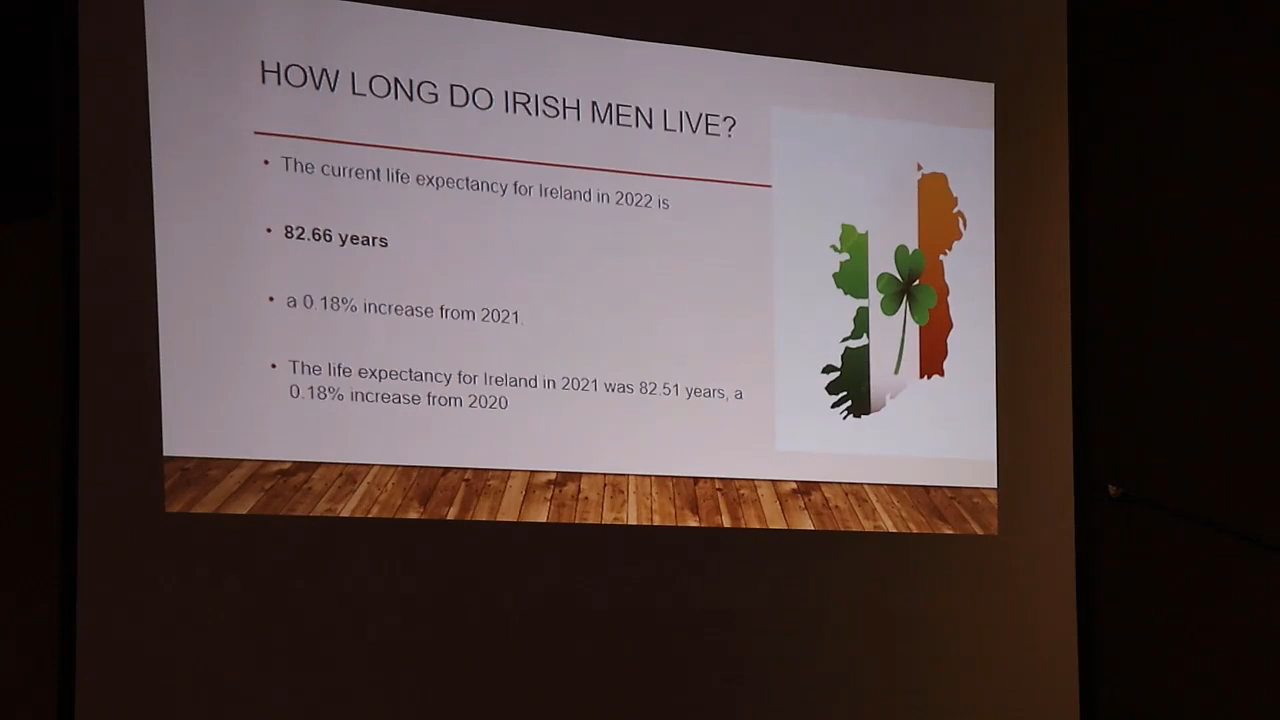 HOW LONG DO IRISH MEN LIVE?
• The current life expectancy for Ireland in 2022 is
• 82.66 years
• a 0.18% increase from 2021.
• The life expectancy for Ireland in 2021 was 82.51 years, a
0.18% increase from 2020